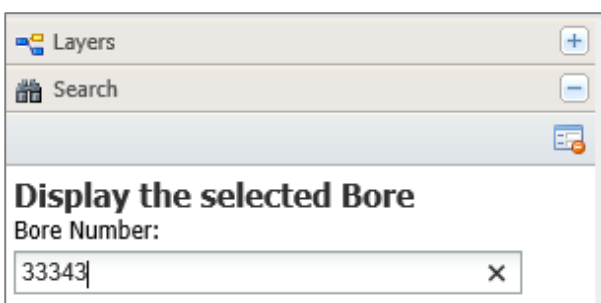 Layers
Search
Display the selected Bore
Bore Number:
33343